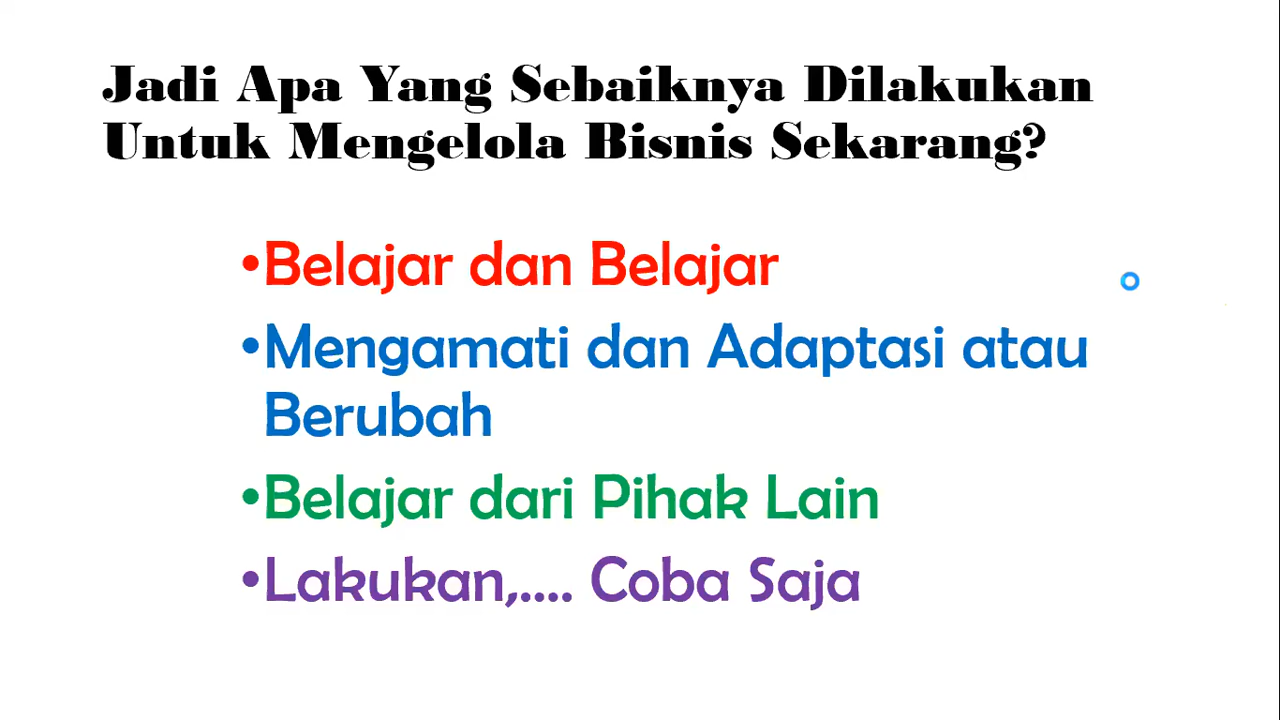 Jadi Apa Yang Sebaiknya Dilakukan
Untuk Mengelola Bisnis Sekarang?
•Belajar dan Belajar
•Mengamati dan Adaptasi atau
Berubah
•Belajar dari Pihak Lain
•Lakukan,.... Coba Saja